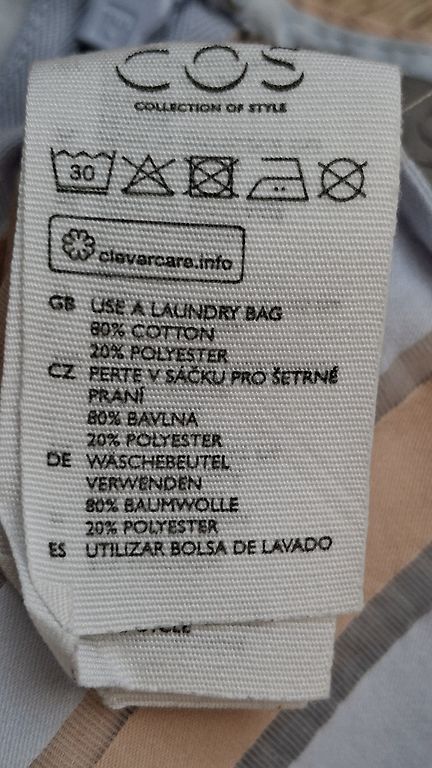 COS
COLLECTION OF STYLE
30
clevercare.info
GB USE A LAUNDRY BAG
80% COTTON
20% POLYESTER
CZ PERTE V SÁČKU PRO ŠETRNÉ
PRANÍ
80% BAVLNA
20% POLYESTER
DE WÄSCHEBEUTEL
VERWENDEN
80% BAUMWOLLE
20% POLYESTER
ES UTILIZAR BOLSA DE LAVADO